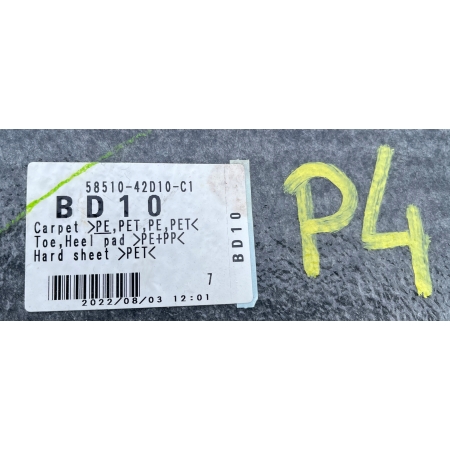 58510-42D10-C1
BD10
Carpet >PE,PET,PE,PET<
Toe,Heel pad >PE+PP<
Hard sheet >PET<
7
2022/08/03 12:01
BD10
P4